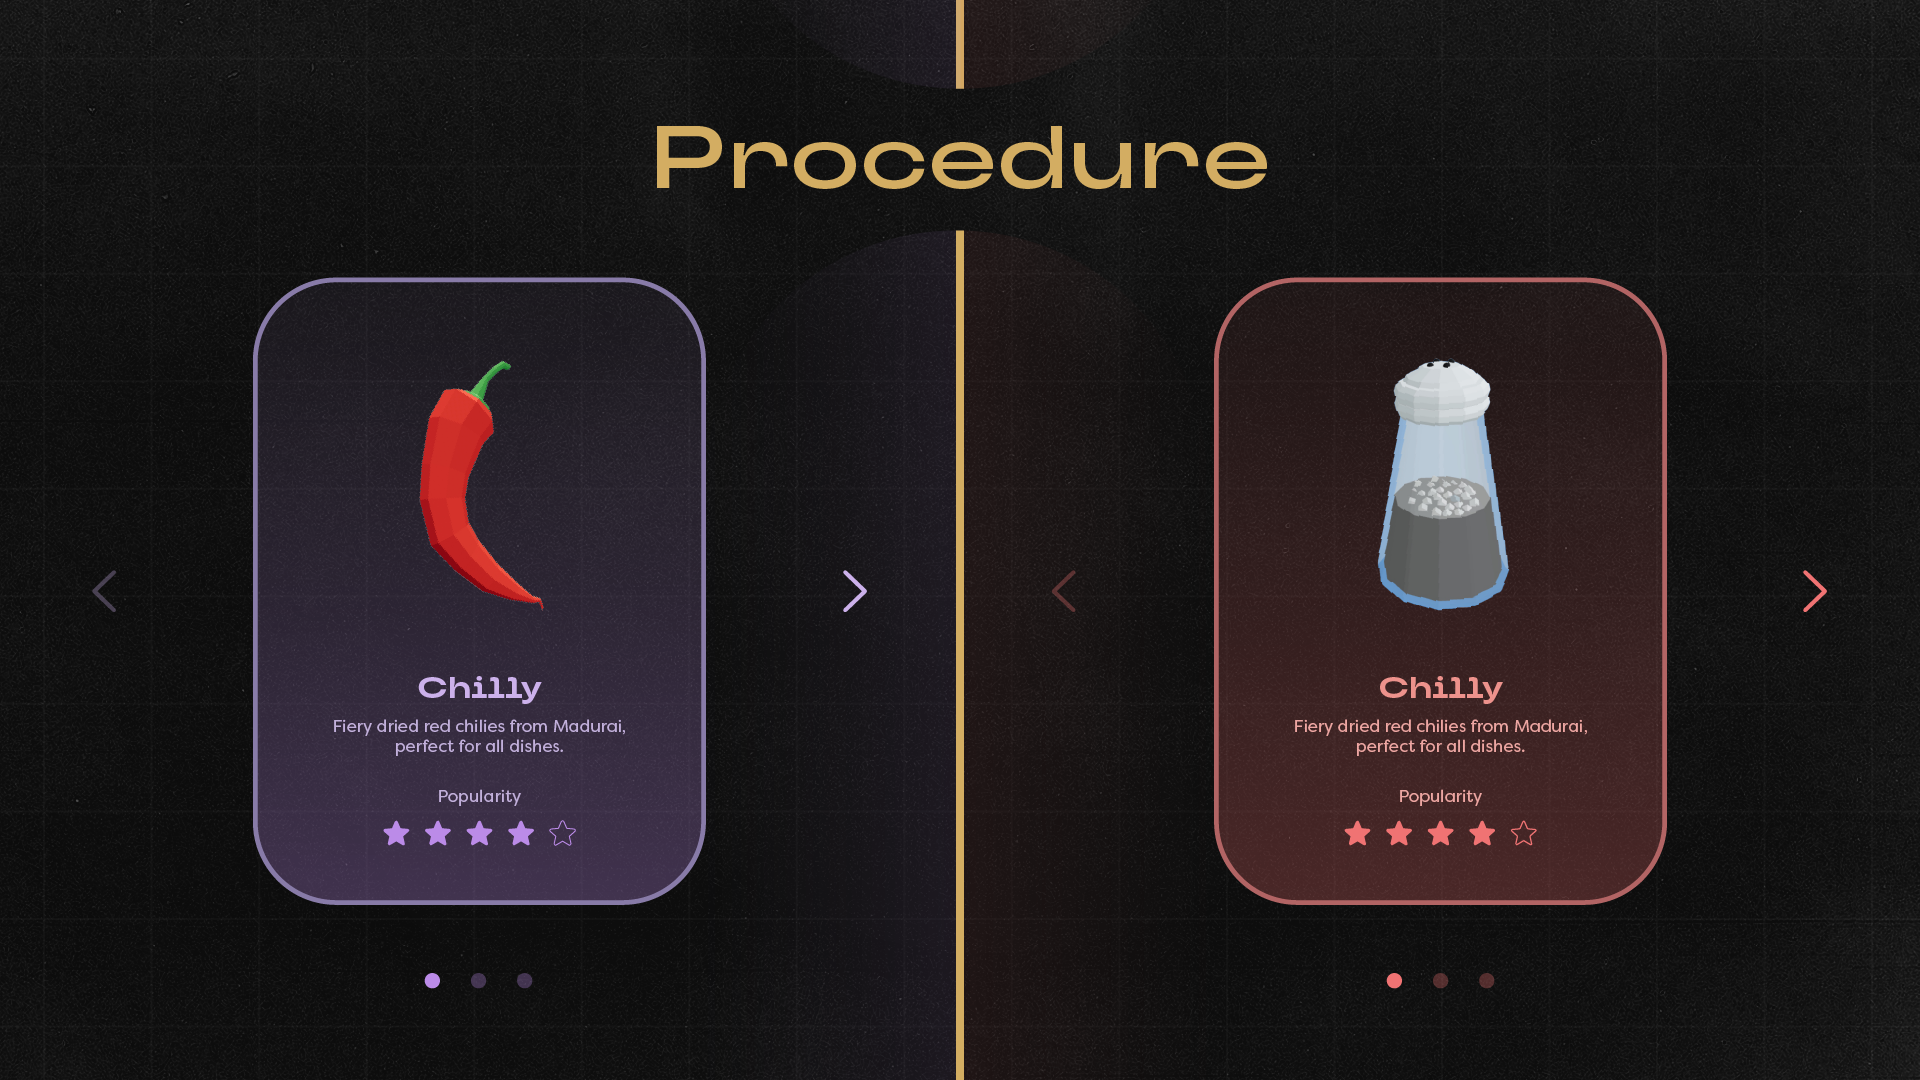 Procedure
Chilly
Fiery dried red chilies from Madurai,
perfect for all dishes.
Popularity
Chilly
Fiery dried red chilies from Madurai,
perfect for all dishes.
Popularity